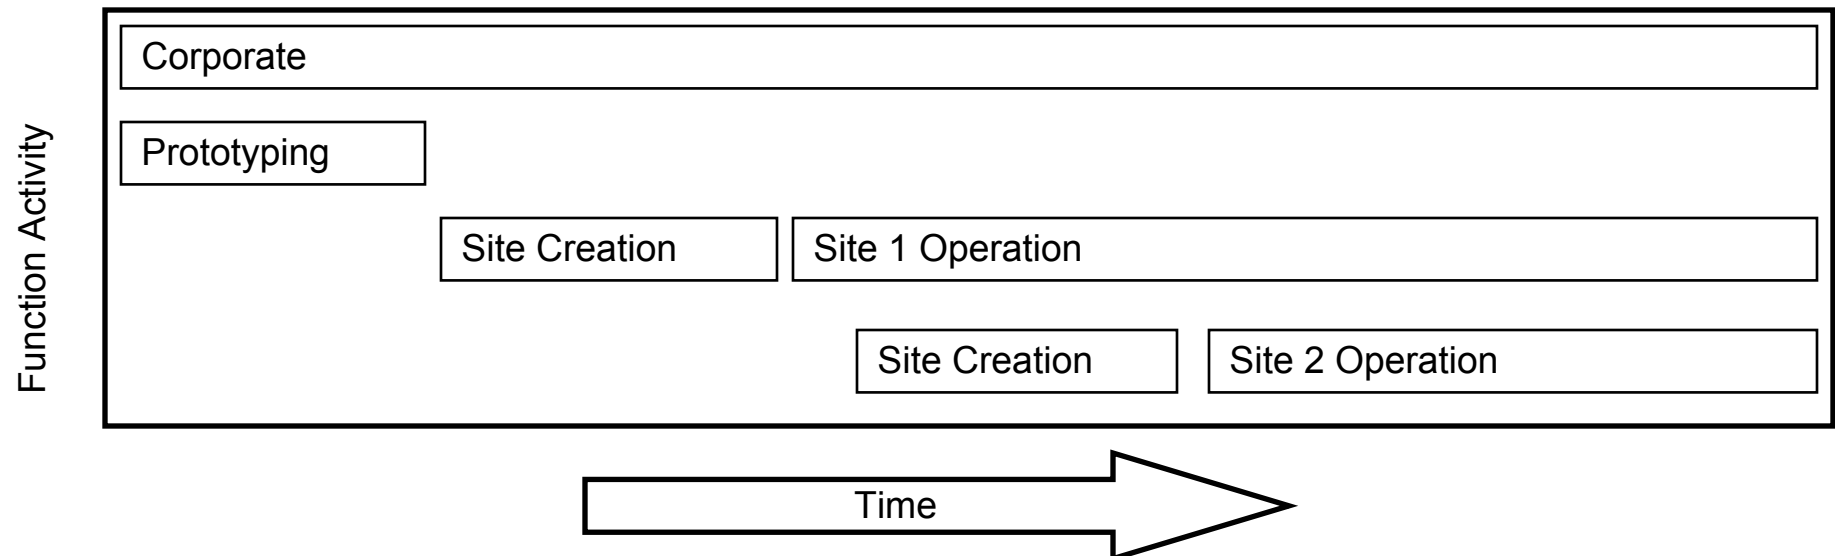 Function Activity
Corporate
Prototyping
Site Creation
Site 1 Operation
Site Creation
Site 2 Operation
Time